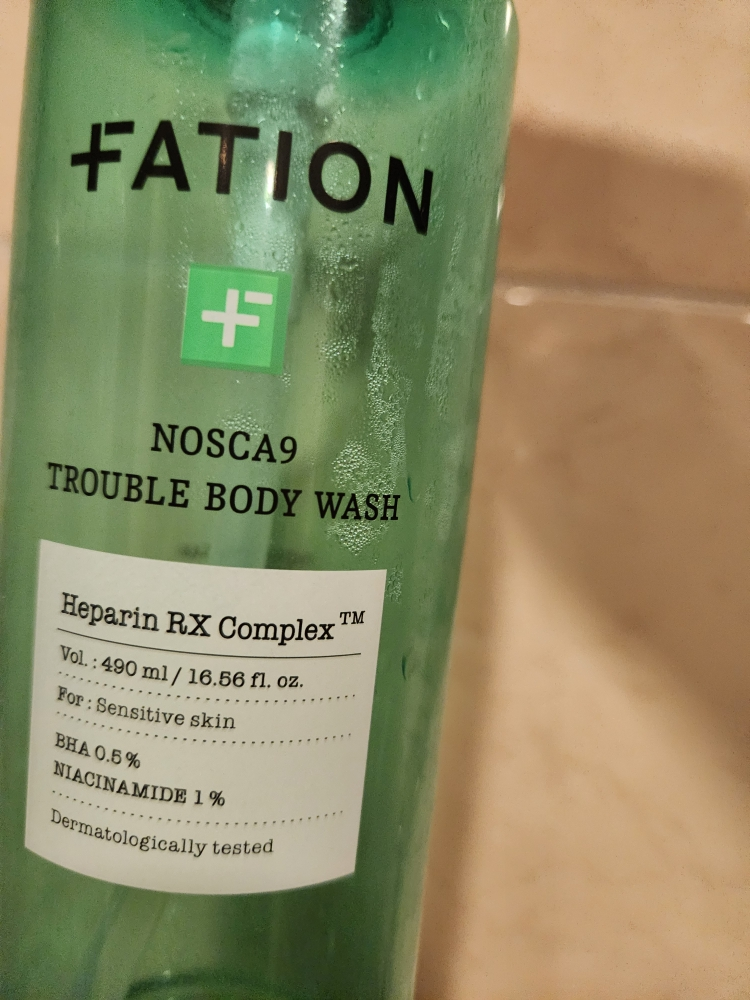 FATION
NOSCA9
TROUBLE BODY WASH
Heparin RX Complex™
Vol. : 490 ml / 16.56 fl. oz.
For : Sensitive skin
BHA 0.5 %
NIACINAMIDE 1 %
Dermatologically tested